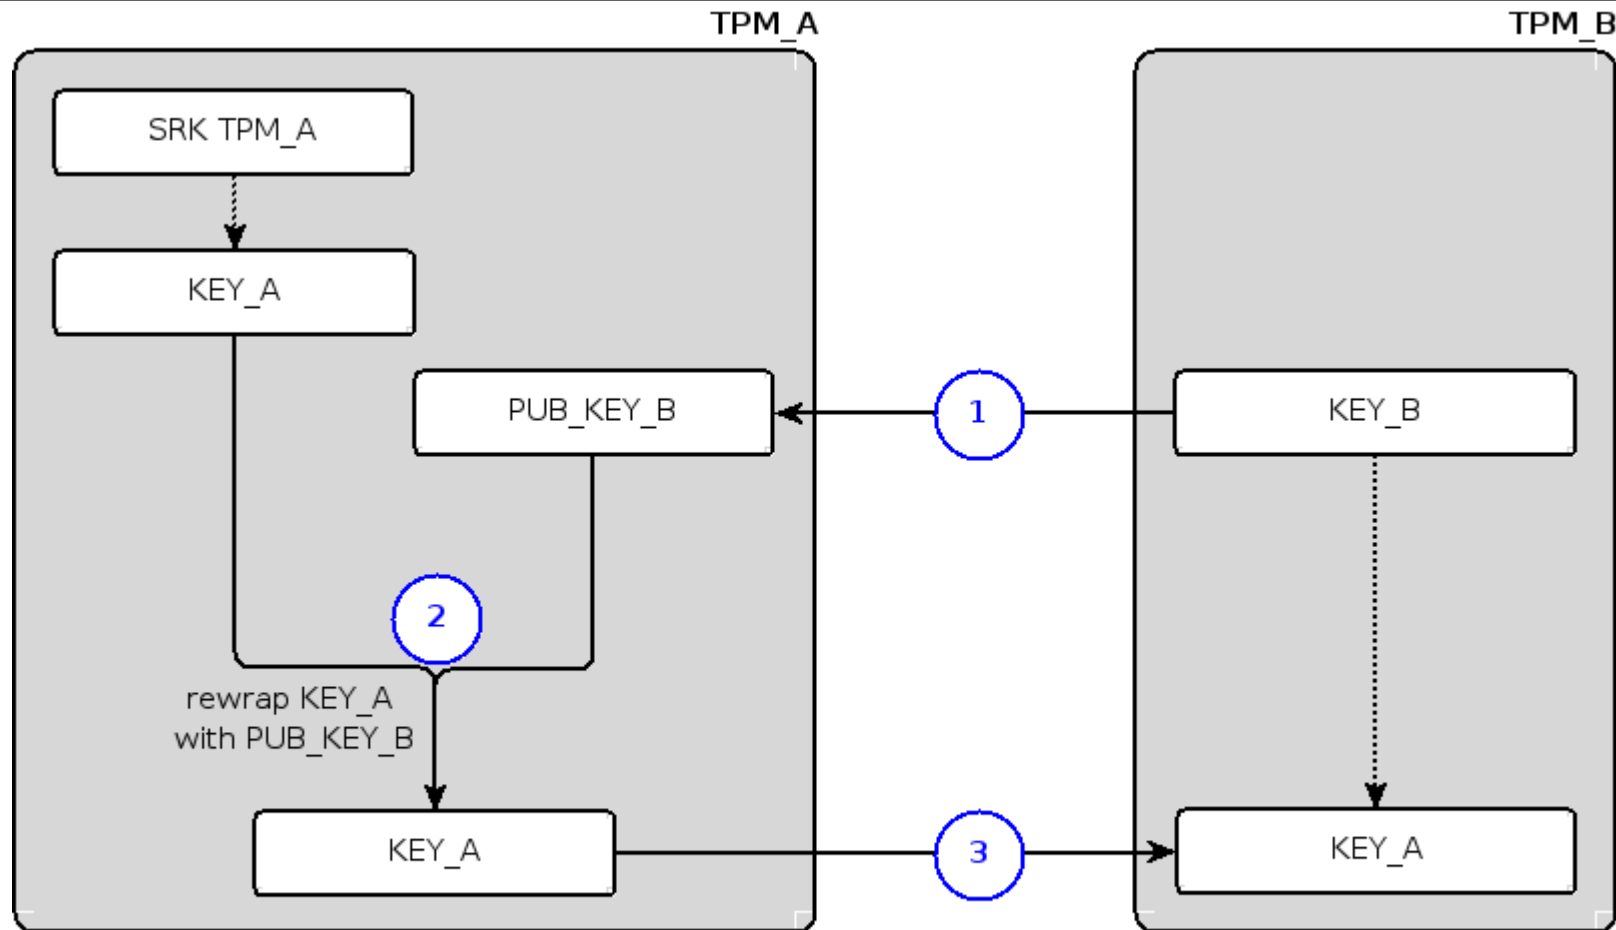 TPM_A
TPM_B
SRK TPM_A
KEY_A
PUB_KEY_B
1
KEY_B
2
rewrap KEY_A
with PUB_KEY_B
KEY_A
3
KEY_A